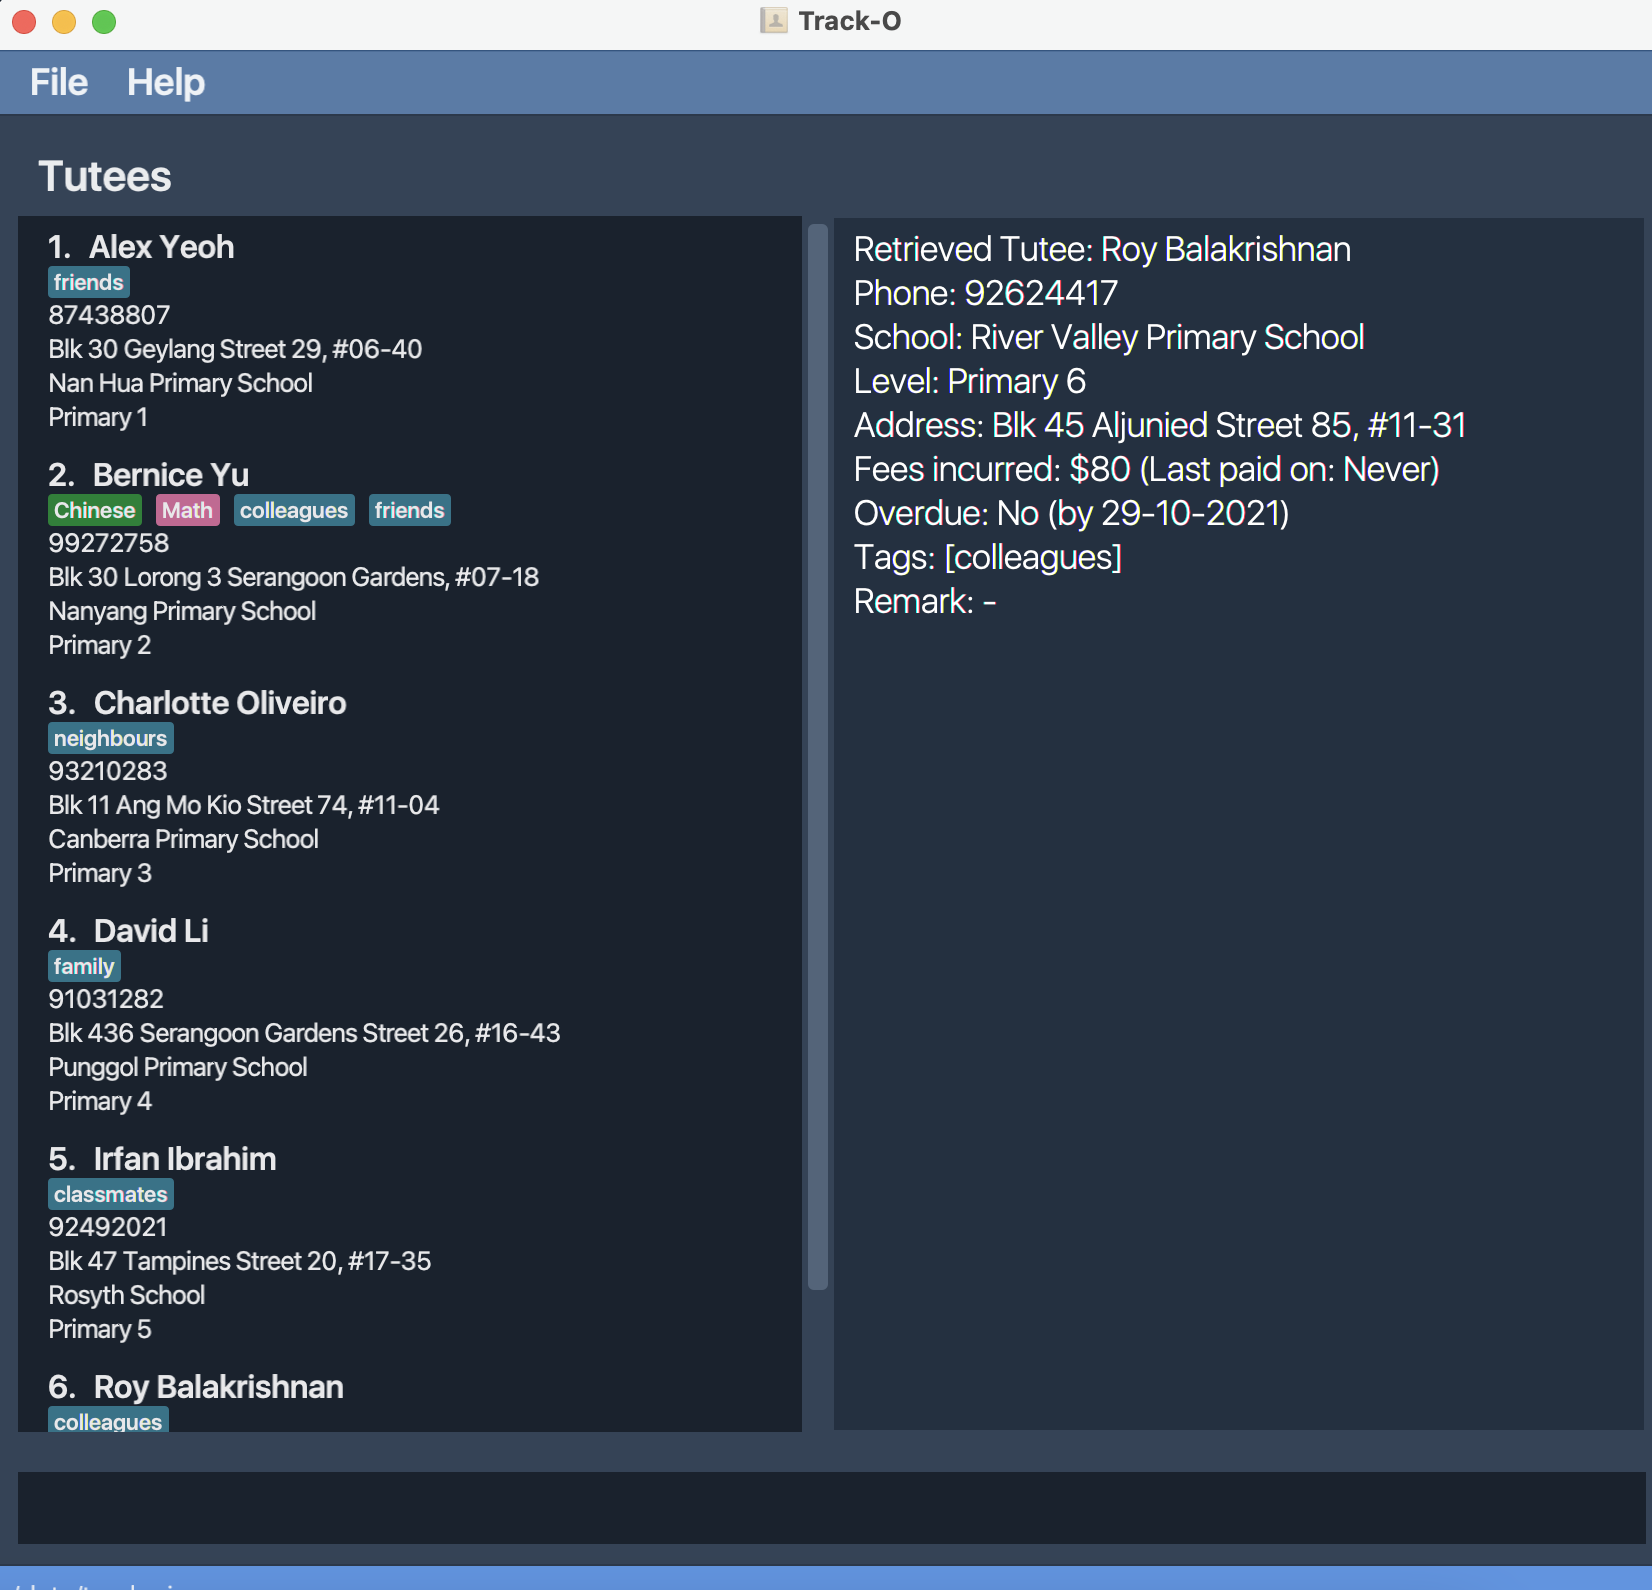 Track-O
File Help
Tutees
1. Alex Yeoh
friends
87438807
Blk 30 Geylang Street 29, #06-40
Nan Hua Primary School
Primary 1
2. Bernice Yu
Chinese Math colleagues friends
99272758
Blk 30 Lorong 3 Serangoon Gardens, #07-18
Nanyang Primary School
Primary 2
3. Charlotte Oliveiro
neighbours
93210283
Blk 11 Ang Mo Kio Street 74, #11-04
Canberra Primary School
Primary 3
4. David Li
family
91031282
Blk 436 Serangoon Gardens Street 26, #16-43
Punggol Primary School
Primary 4
5. Irfan Ibrahim
classmates
92492021
Blk 47 Tampines Street 20, #17-35
Rosyth School
Primary 5
6. Roy Balakrishnan
colleagues
Retrieved Tutee: Roy Balakrishnan
Phone: 92624417
School: River Valley Primary School
Level: Primary 6
Address: Blk 45 Aljunied Street 85, #11-31
Fees incurred: $80 (Last paid on: Never)
Overdue: No (by 29-10-2021)
Tags: [colleagues]
Remark: -